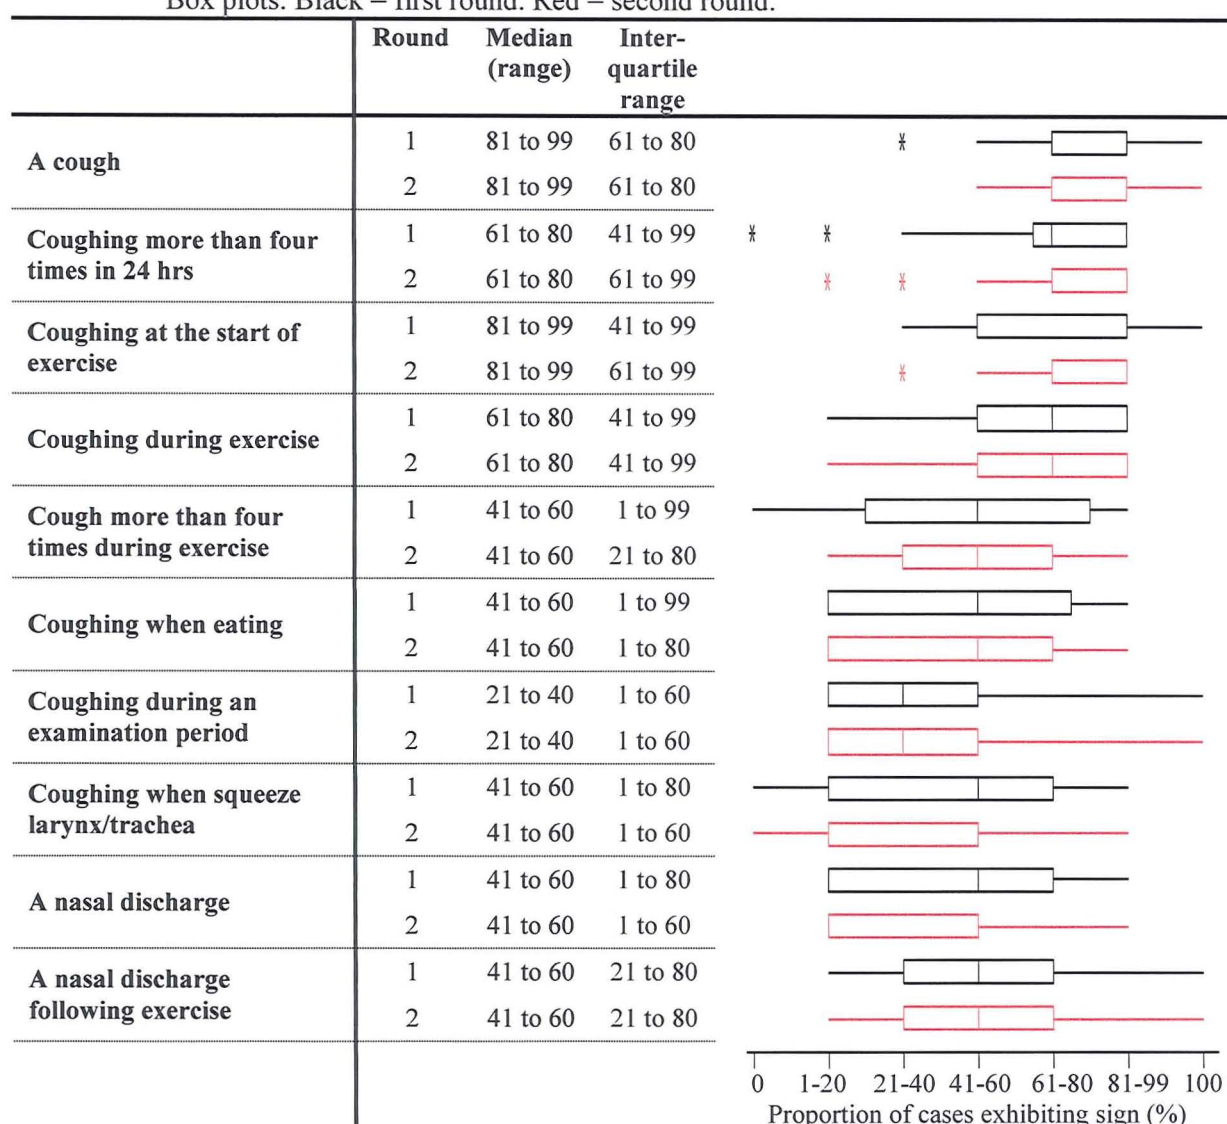 Box plots. Black – first round. Red – second round.
Round Median Inter-
(range) quartile
range
A cough
1 81 to 99 61 to 80
2 81 to 99 61 to 80
Coughing more than four
times in 24 hrs
1 61 to 80 41 to 99
2 61 to 80 61 to 99
Coughing at the start of
exercise
1 81 to 99 41 to 99
2 81 to 99 61 to 99
Coughing during exercise
1 61 to 80 41 to 99
2 61 to 80 41 to 99
Cough more than four
times during exercise
1 41 to 60 1 to 99
2 41 to 60 21 to 80
Coughing when eating
1 41 to 60 1 to 99
2 41 to 60 1 to 80
Coughing during an
examination period
1 21 to 40 1 to 60
2 21 to 40 1 to 60
Coughing when squeeze
larynx/trachea
1 41 to 60 1 to 80
2 41 to 60 1 to 60
A nasal discharge
1 41 to 60 1 to 80
2 41 to 60 1 to 60
A nasal discharge
following exercise
1 41 to 60 21 to 80
2 41 to 60 21 to 80
0 1-20 21-40 41-60 61-80 81-99 100
Proportion of cases exhibiting sign (%)